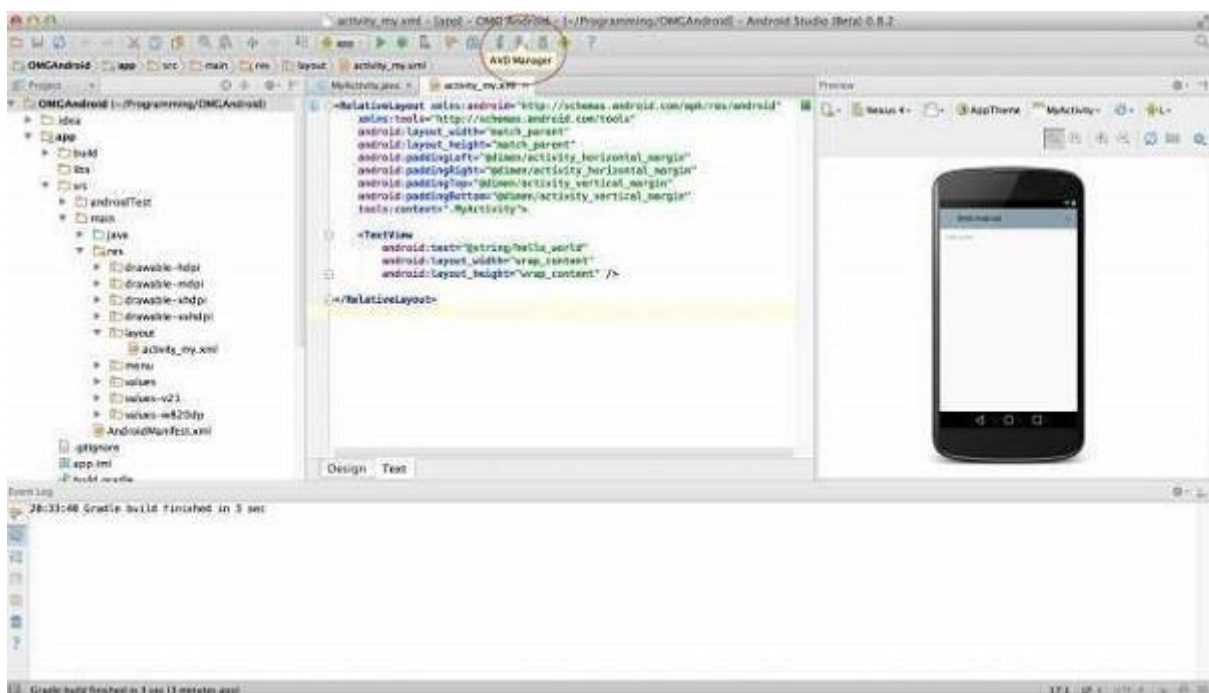 activity_my.xml - [app] - OMGAndroid - [~/Programming/OMGAndroid] - Android Studio (Beta) 0.8.2
app
?
AVD Manager
OMGAndroid app src main res layout activity_my.xml
Project
MyActivity.java × activity_my.xml ×
Preview
OMGAndroid (~/Programming/OMGAndroid)
.idea
app
build
libs
src
androidTest
main
java
res
drawable-hdpi
drawable-mdpi
drawable-xhdpi
drawable-xxhdpi
layout
activity_my.xml
menu
values
values-v21
values-w820dp
AndroidManifest.xml
.gitignore
app.iml
build.gradle
<RelativeLayout xmlns:android="http://schemas.android.com/apk/res/android"
xmlns:tools="http://schemas.android.com/tools"
android:layout_width="match_parent"
android:layout_height="match_parent"
android:paddingLeft="@dimen/activity_horizontal_margin"
android:paddingRight="@dimen/activity_horizontal_margin"
android:paddingTop="@dimen/activity_vertical_margin"
android:paddingBottom="@dimen/activity_vertical_margin"
tools:context=".MyActivity">
<TextView
android:text="@string/hello_world"
android:layout_width="wrap_content"
android:layout_height="wrap_content" />
</RelativeLayout>
Design Text
Nexus 4 AppTheme MyActivity L
OMG Android
Event Log
20:33:40 Gradle build finished in 3 sec
?
Gradle build finished in 3 sec (3 minutes ago)
17:1